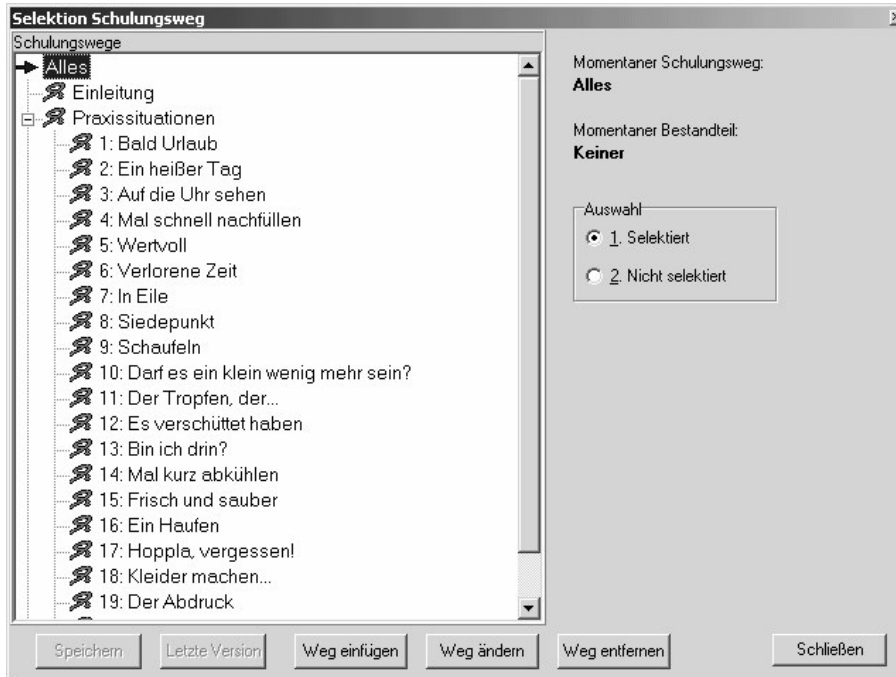 Selektion Schulungsweg
Schulungswege
Alles
Einleitung
Praxissituationen
1: Bald Urlaub
2: Ein heißer Tag
3: Auf die Uhr sehen
4: Mal schnell nachfüllen
5: Wertvoll
6: Verlorene Zeit
7: In Eile
8: Siedepunkt
9: Schaufeln
10: Darf es ein klein wenig mehr sein?
11: Der Tropfen, der...
12: Es verschüttet haben
13: Bin ich drin?
14: Mal kurz abkühlen
15: Frisch und sauber
16: Ein Haufen
17: Hoppla, vergessen!
18: Kleider machen...
19: Der Abdruck
Momentaner Schulungsweg:
Alles
Momentaner Bestandteil:
Keiner
Auswahl
1. Selektiert
2. Nicht selektiert
Speichern Letzte Version Weg einfügen Weg ändern Weg entfernen Schließen